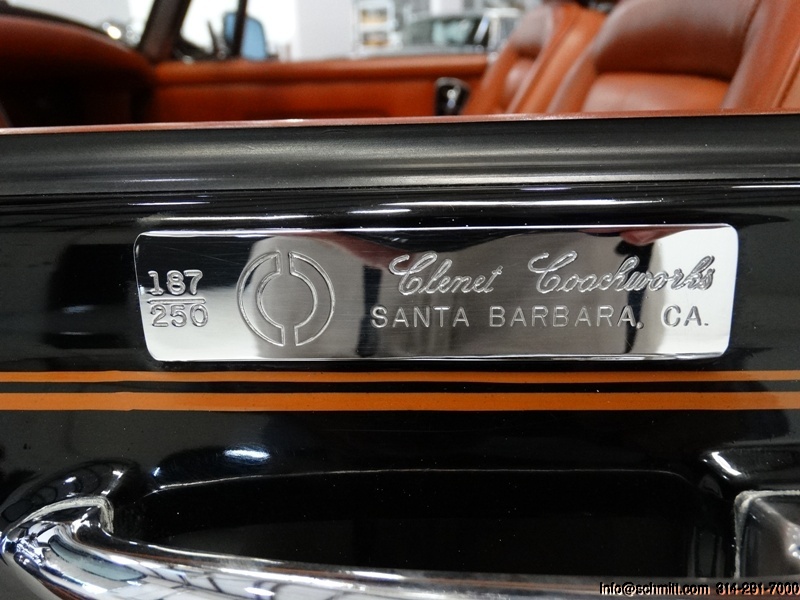 187
250
Clenet Coachworks
SANTA BARBARA, CA.
Info@schmitt.com 314-291-7000